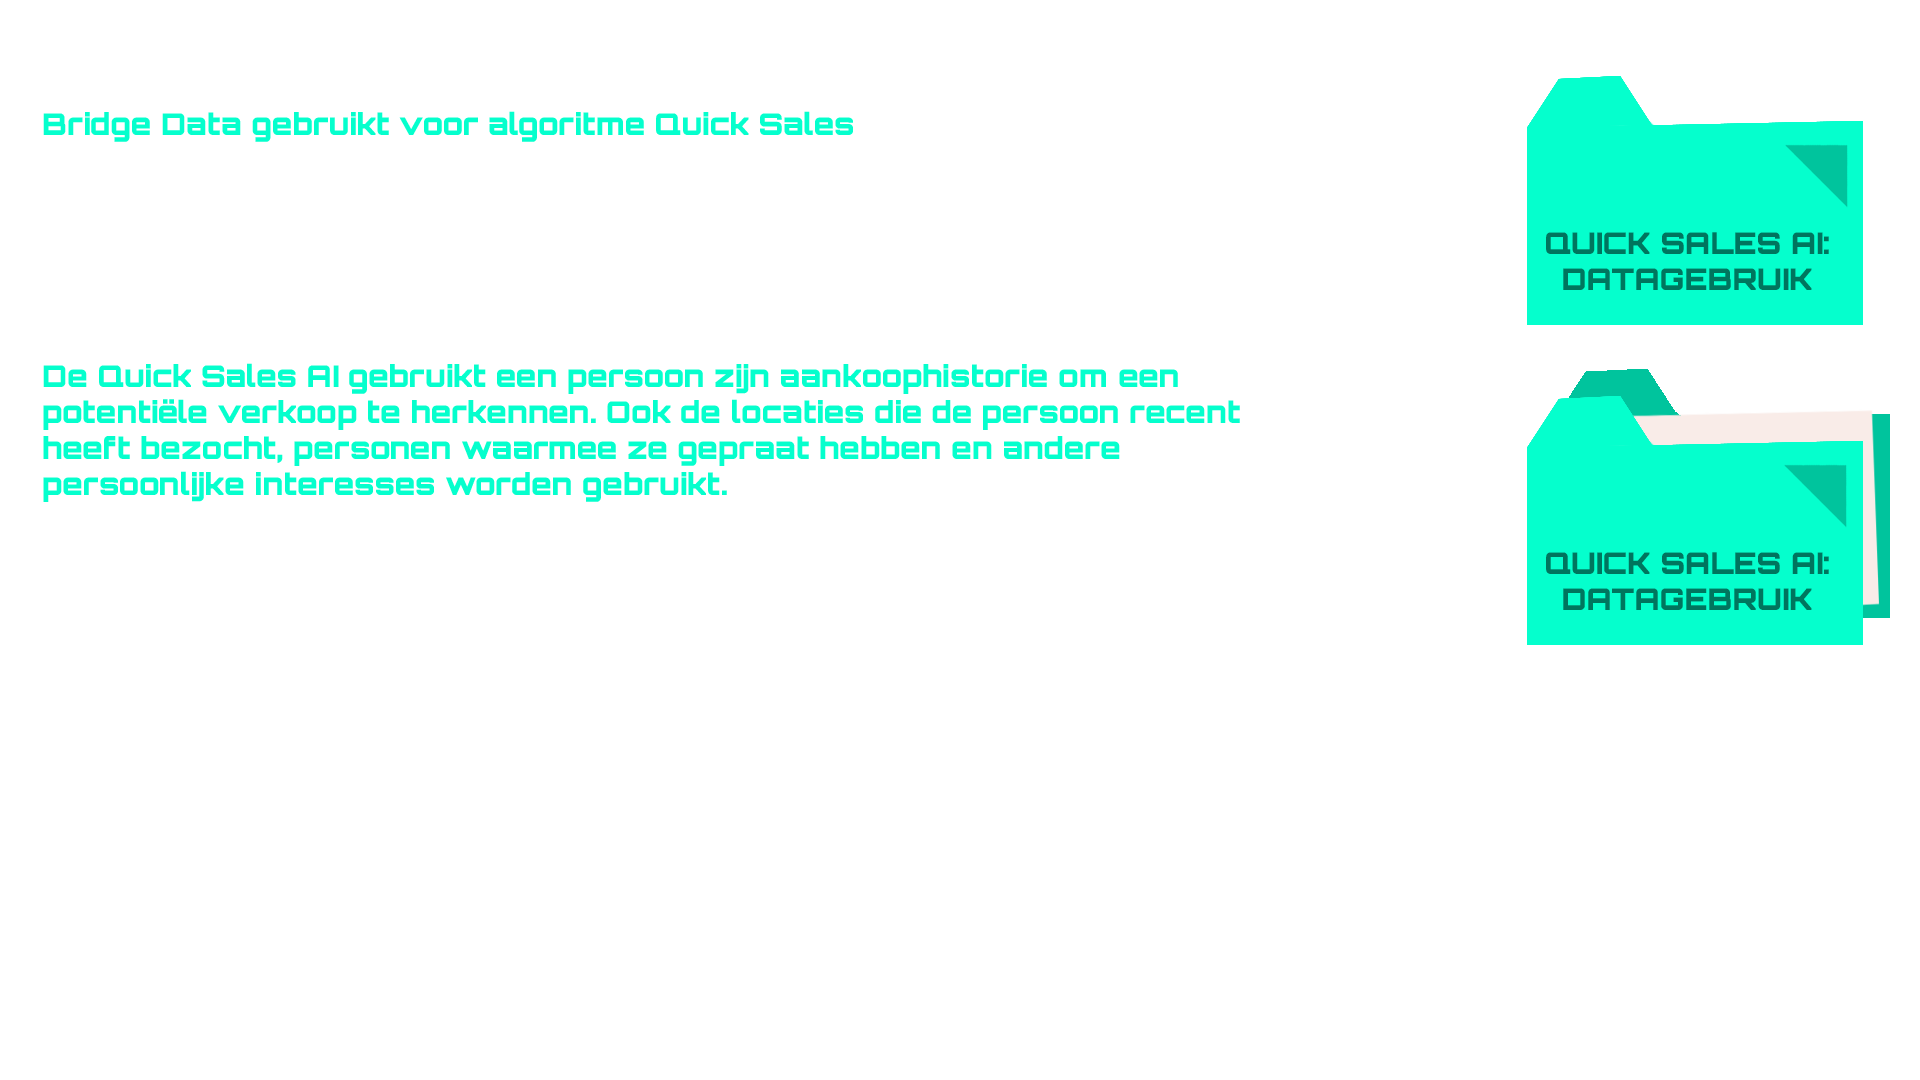 Bridge Data gebruikt voor algoritme Quick Sales
QUICK SALES AI:
DATAGEBRUIK
De Quick Sales AI gebruikt een persoon zijn aankoophistorie om een
potentiële verkoop te herkennen. Ook de locaties die de persoon recent
heeft bezocht, personen waarmee ze gepraat hebben en andere
persoonlijke interesses worden gebruikt.
QUICK SALES AI:
DATAGEBRUIK